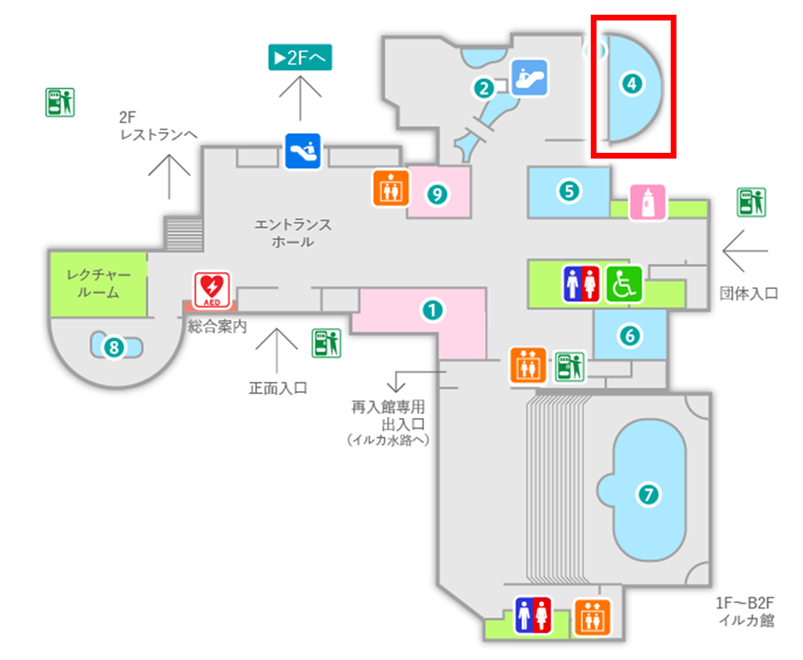 ▶2Fへ
2F
レストランへ
2
4
9
5
エントランス
ホール
レクチャー
ルーム
AED
総合案内
団体入口
1
6
8
正面入口
再入館専用
出入口
(イルカ水路へ)
7
1F～B2F
イルカ館